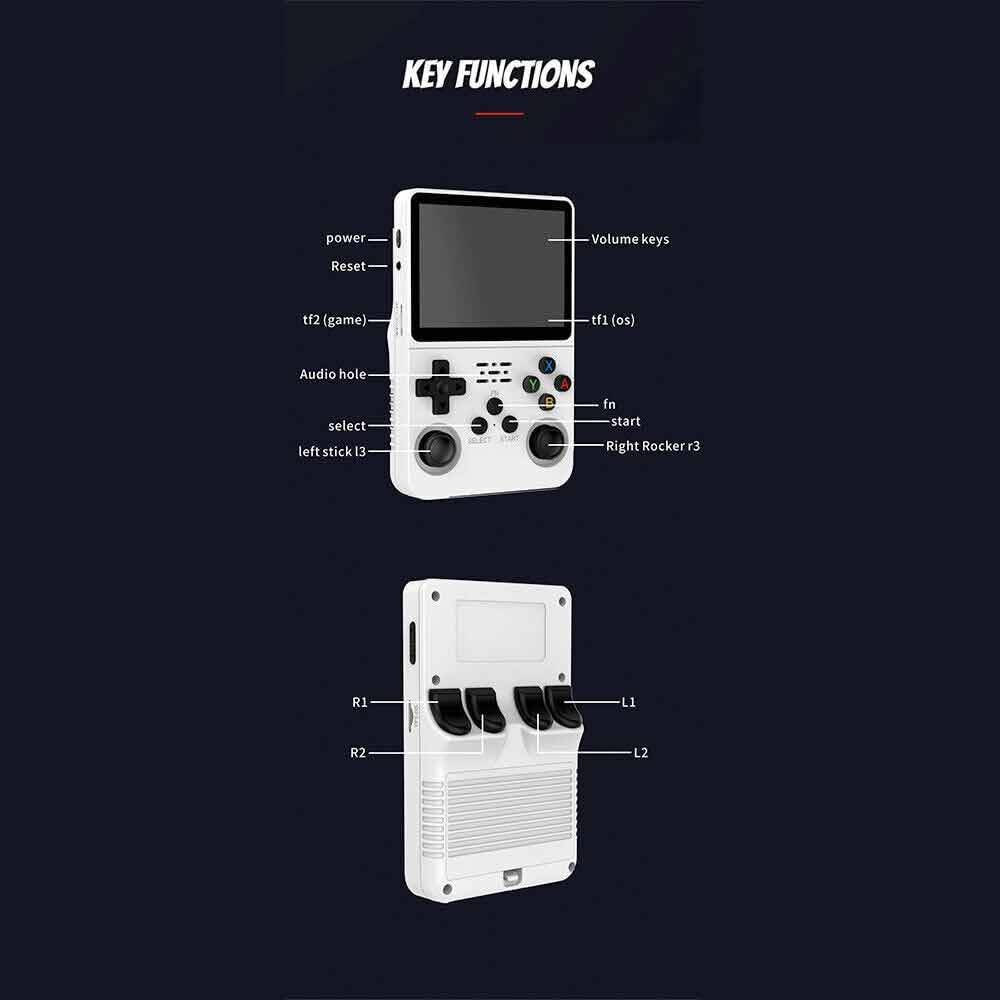 KEY FUNCTIONS
power
Volume keys
Reset
tf2 (game)
tf1 (os)
X
Y
A
B
Audio hole
FN
fn
select
start
SELECT
START
left stick l3
Right Rocker r3
R1
L1
R2
L2